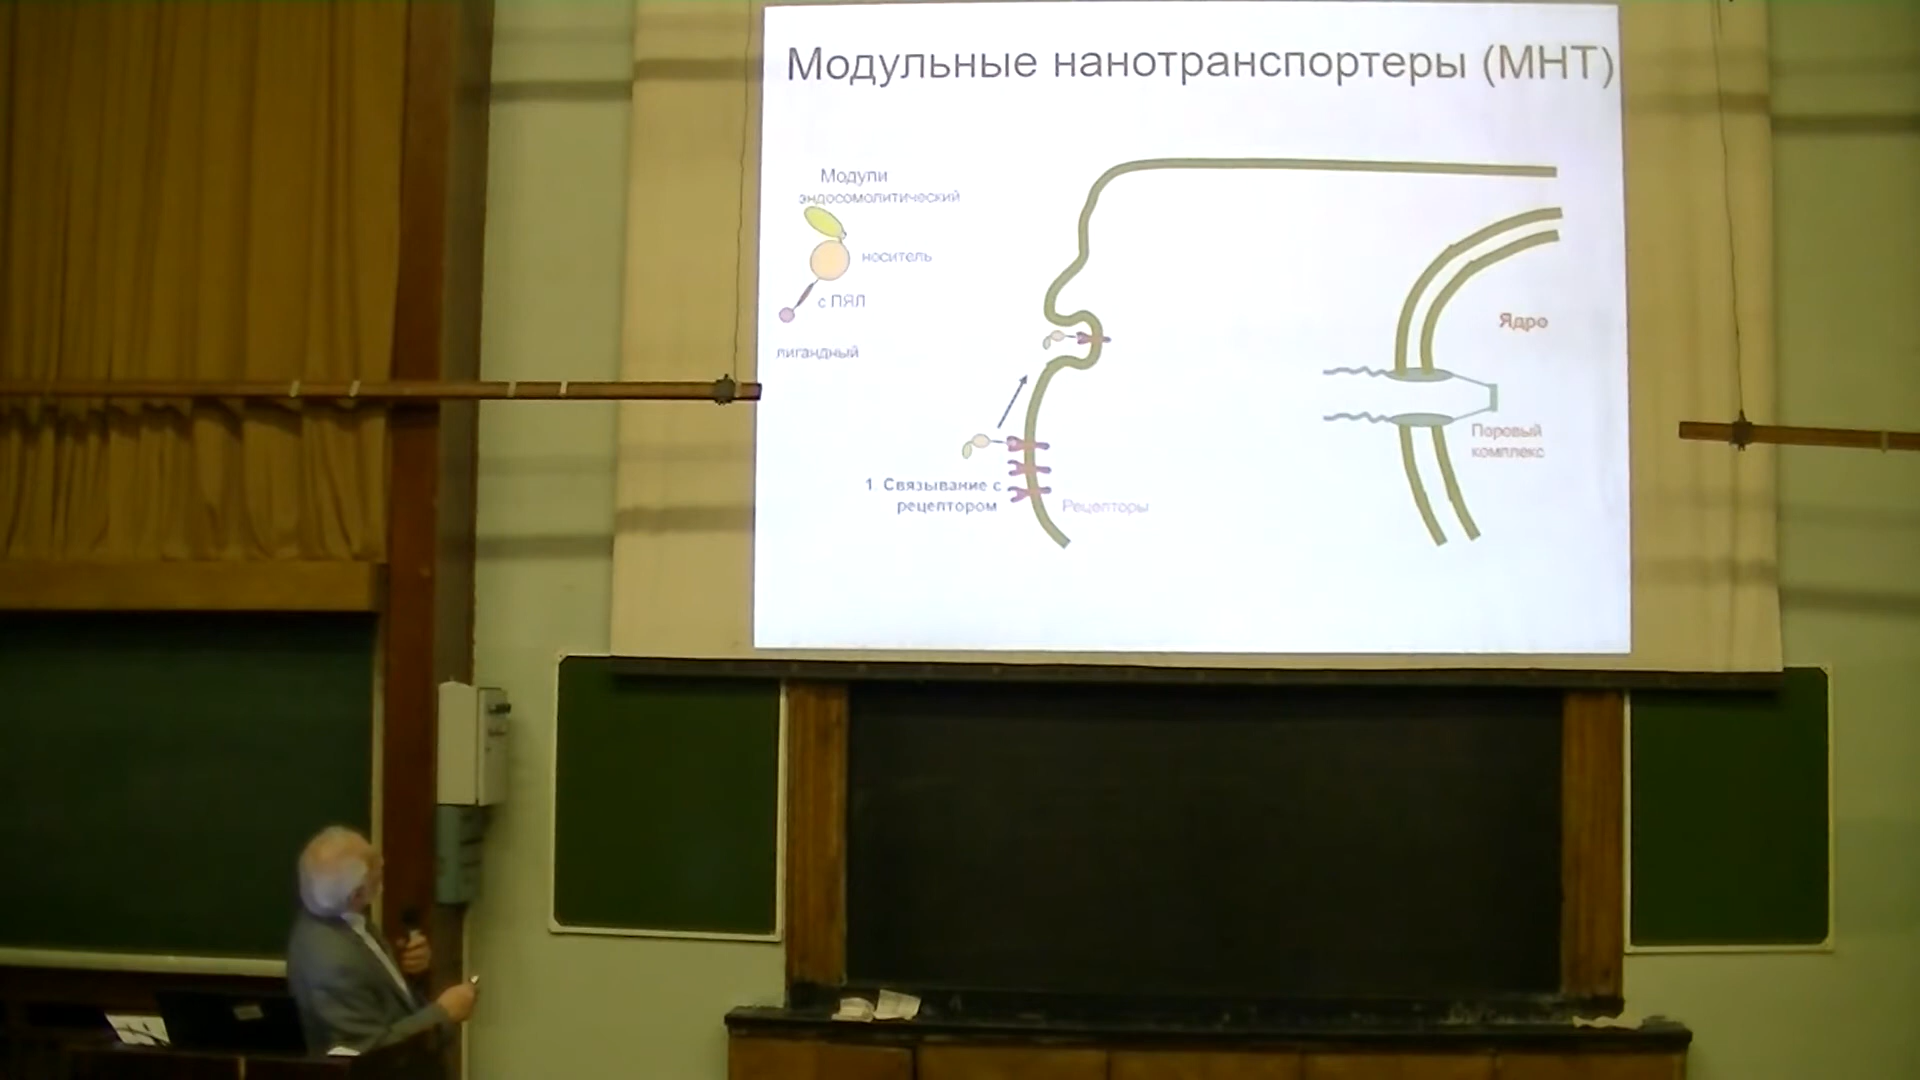 Модульные нанотранспортеры (МНТ)
Модули
эндосомолитический
носитель
с ПЯЛ
лигандный
1. Связывание с
рецептором
Рецепторы
Ядро
Поровый
комплекс